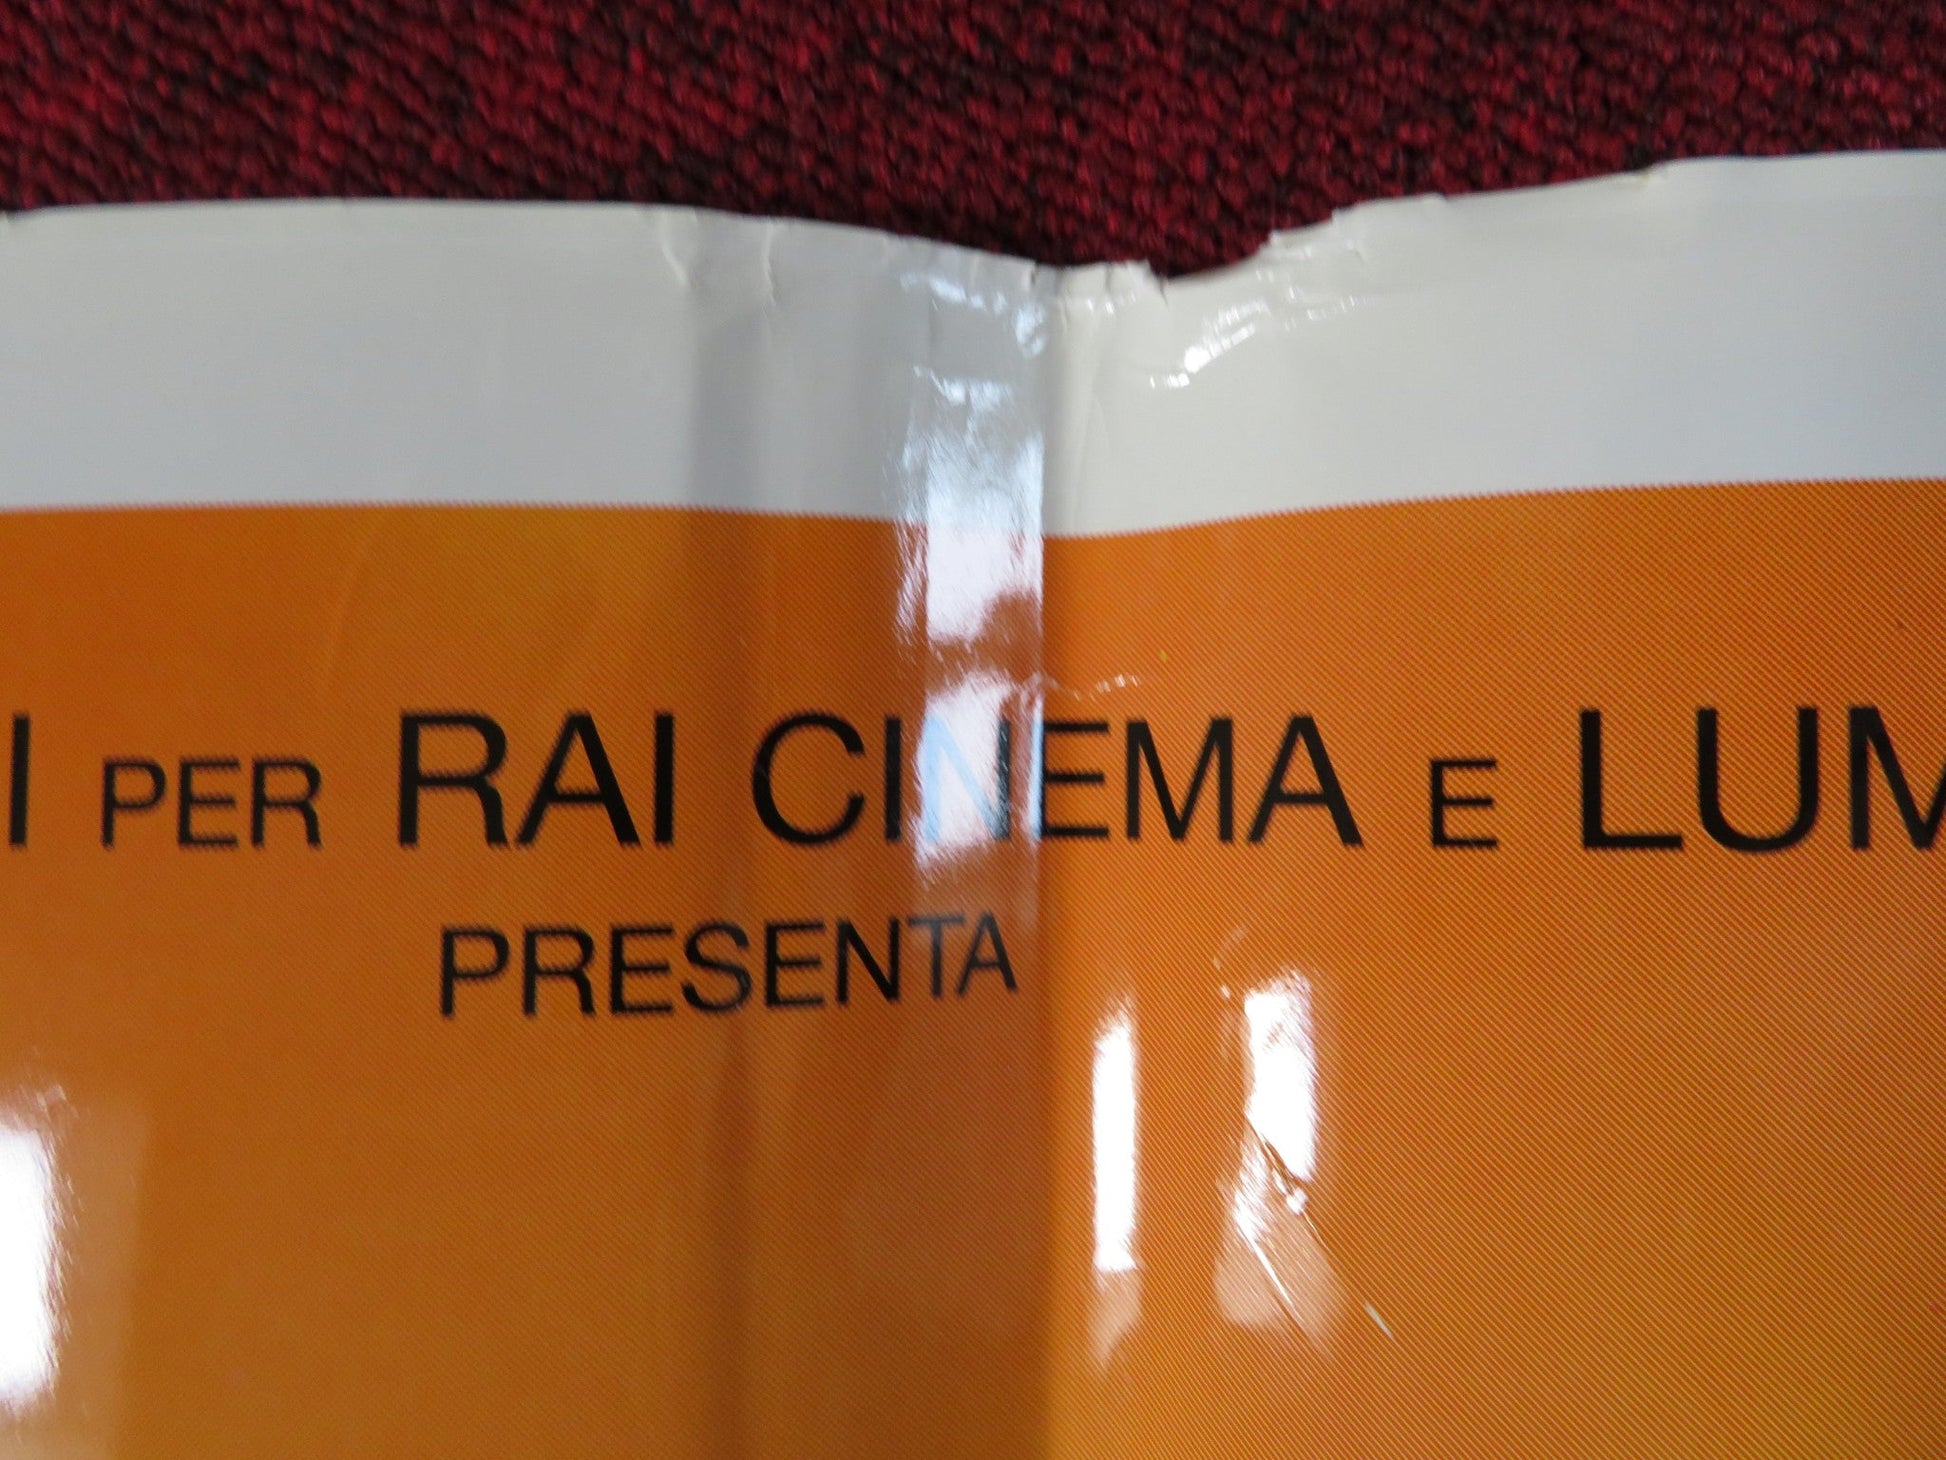 PER RAI CINEMA E LUM
PRESENTA